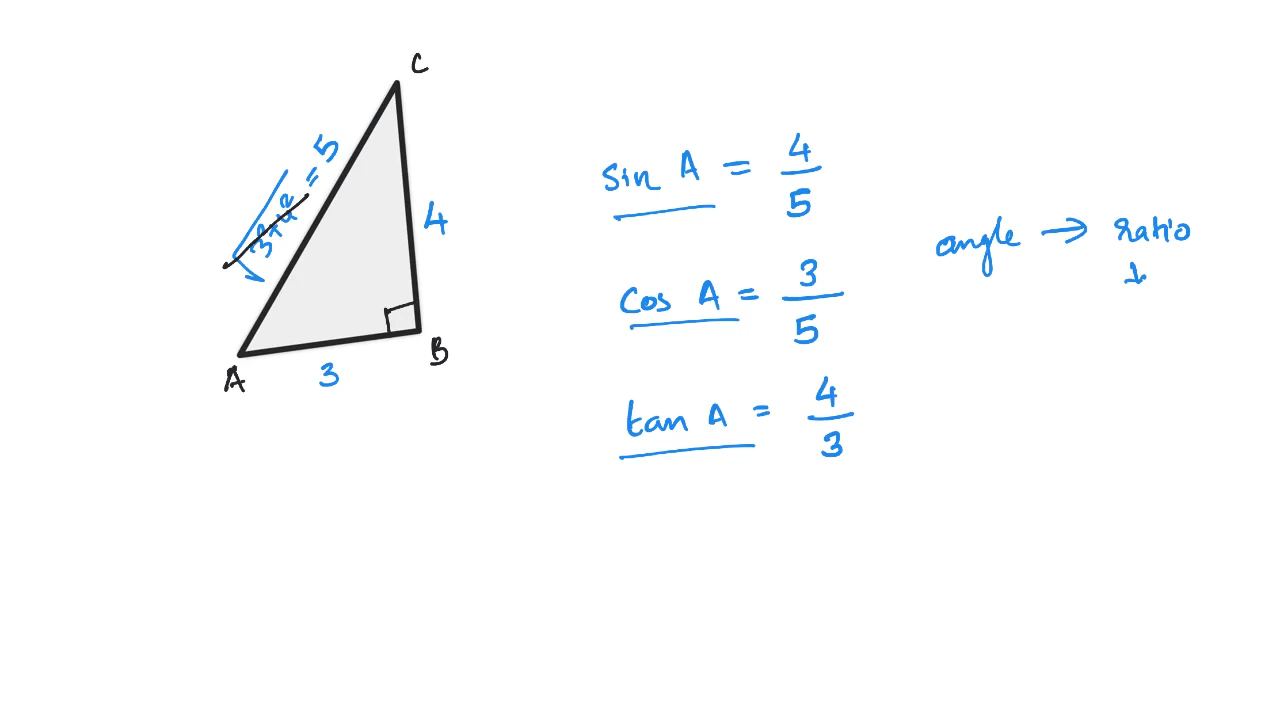 C
√3²+4² = 5
4
A
3
B
sin A = 4/5
cos A = 3/5
tan A = 4/3
angle → ratio
↓